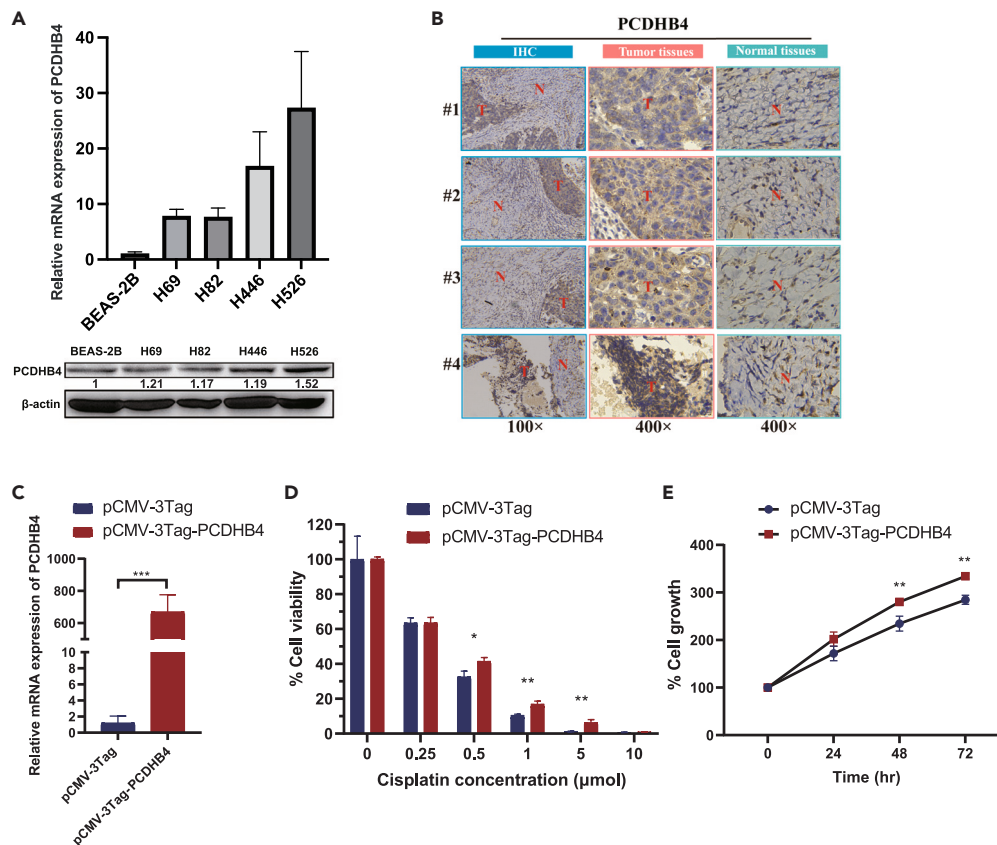 A
Relative mRNA expression of PCDHB4
40
30
20
10
0
BEAS-2B
H69
H82
H446
H526
BEAS-2B H69 H82 H446 H526
PCDHB4
1 1.21 1.17 1.19 1.52
β-actin
B
PCDHB4
IHC Tumor tissues Normal tissues
#1
N
T
T
N
#2
T
N
T
N
#3
N
T
T
N
#4
T
N
T
N
100× 400× 400×
C
pCMV-3Tag
pCMV-3Tag-PCDHB4
Relative mRNA expression of PCDHB4
1000
800
600
10
8
6
4
2
0
***
pCMV-3Tag
pCMV-3Tag-PCDHB4
D
pCMV-3Tag
pCMV-3Tag-PCDHB4
% Cell viability
120
100
80
60
40
20
10
0
*
**
**
0 0.25 0.5 1 5 10
Cisplatin concentration (μmol)
E
pCMV-3Tag
pCMV-3Tag-PCDHB4
% Cell growth
400
300
200
100
0
**
**
0 24 48 72
Time (hr)